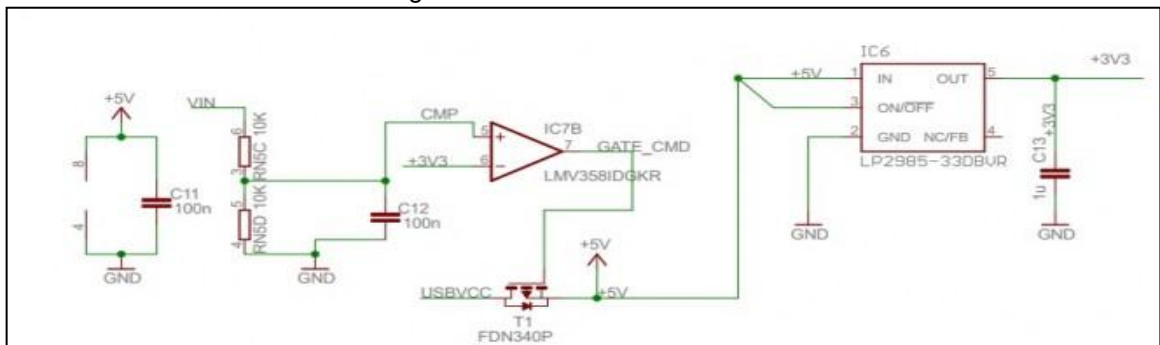 +5V
8
4
C11
100n
GND
VIN
6
RN5C 10K
3
5
RN5D 10K
4
GND
CMP
+3V3
C12
100n
5
+
6
-
7
IC7B
GATE_CMD
LMV358IDGKR
USBVCC
T1
FDN340P
+5V
+5V
IC6
+5V
1
IN
OUT
5
+3V3
3
ON/OFF
2
GND
NC/FB
4
LP2985-33DBVR
GND
+3V3
C13
1u
GND